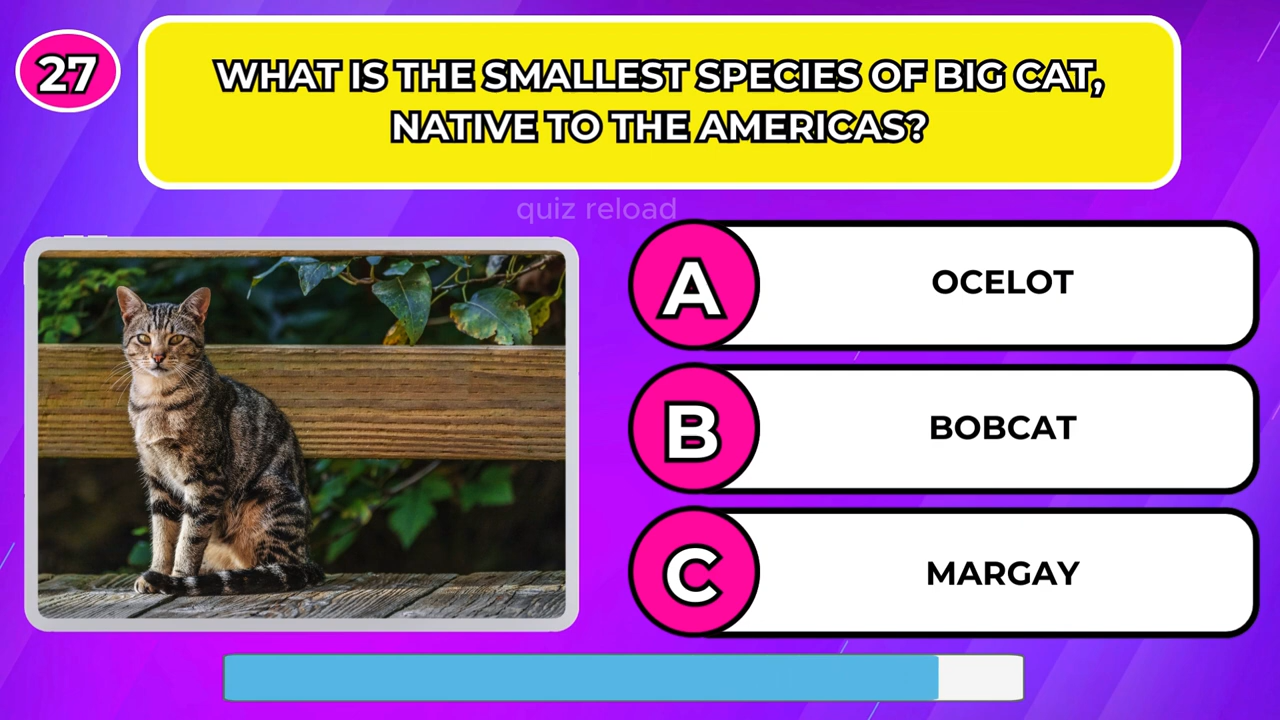 27
WHAT IS THE SMALLEST SPECIES OF BIG CAT,
NATIVE TO THE AMERICAS?
quiz reload
A
OCELOT
B
BOBCAT
C
MARGAY